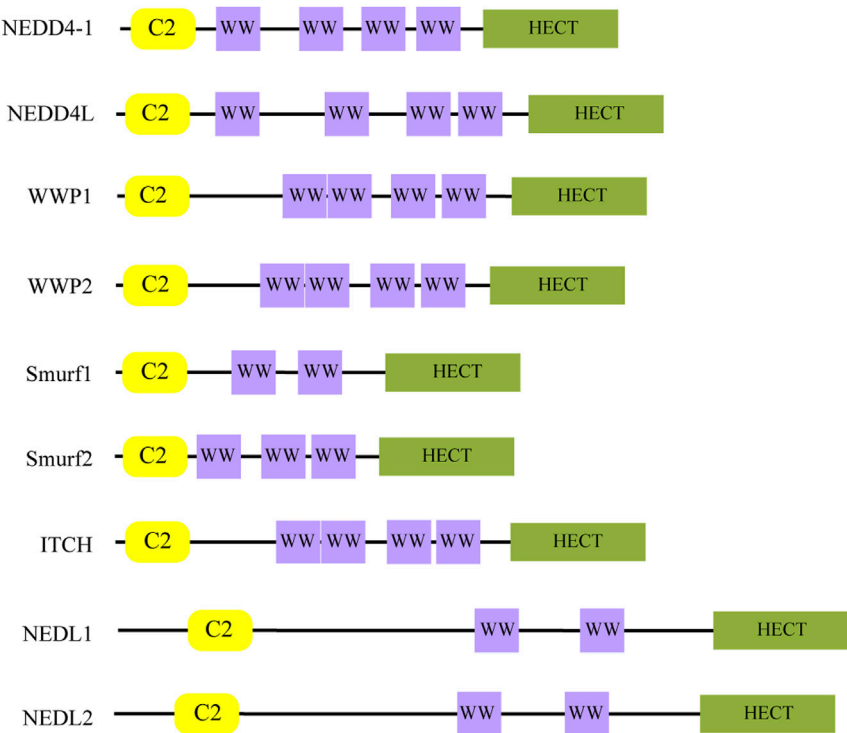 NEDD4-1 C2 WW WW WW WW HECT
NEDD4L C2 WW WW WW WW HECT
WWP1 C2 WW WW WW WW HECT
WWP2 C2 WW WW WW WW HECT
Smurf1 C2 WW WW HECT
Smurf2 C2 WW WW WW HECT
ITCH C2 WW WW WW WW HECT
NEDL1 C2 WW WW HECT
NEDL2 C2 WW WW HECT